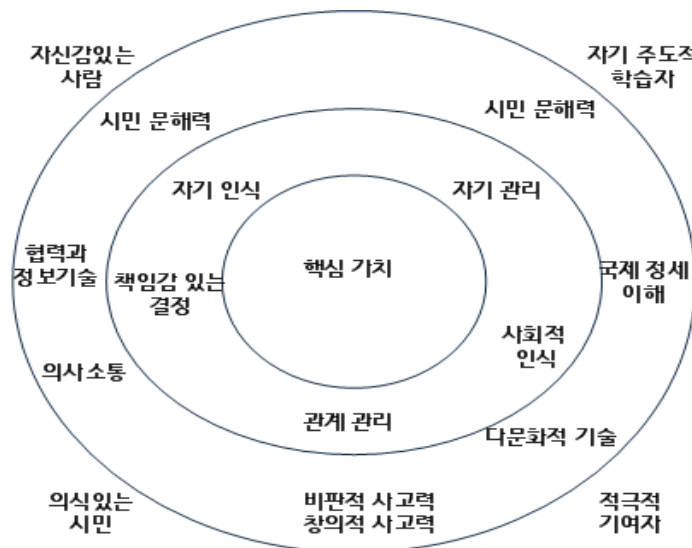 자신감있는
사람
자기 주도적
학습자
시민 문해력
시민 문해력
자기 인식
자기 관리
협력과
정보기술
책임감 있는
결정
핵심 가치
국제 정세
이해
사회적
인식
의사소통
관계 관리
다문화적 기술
의식있는
시민
비판적 사고력
창의적 사고력
적극적
기여자